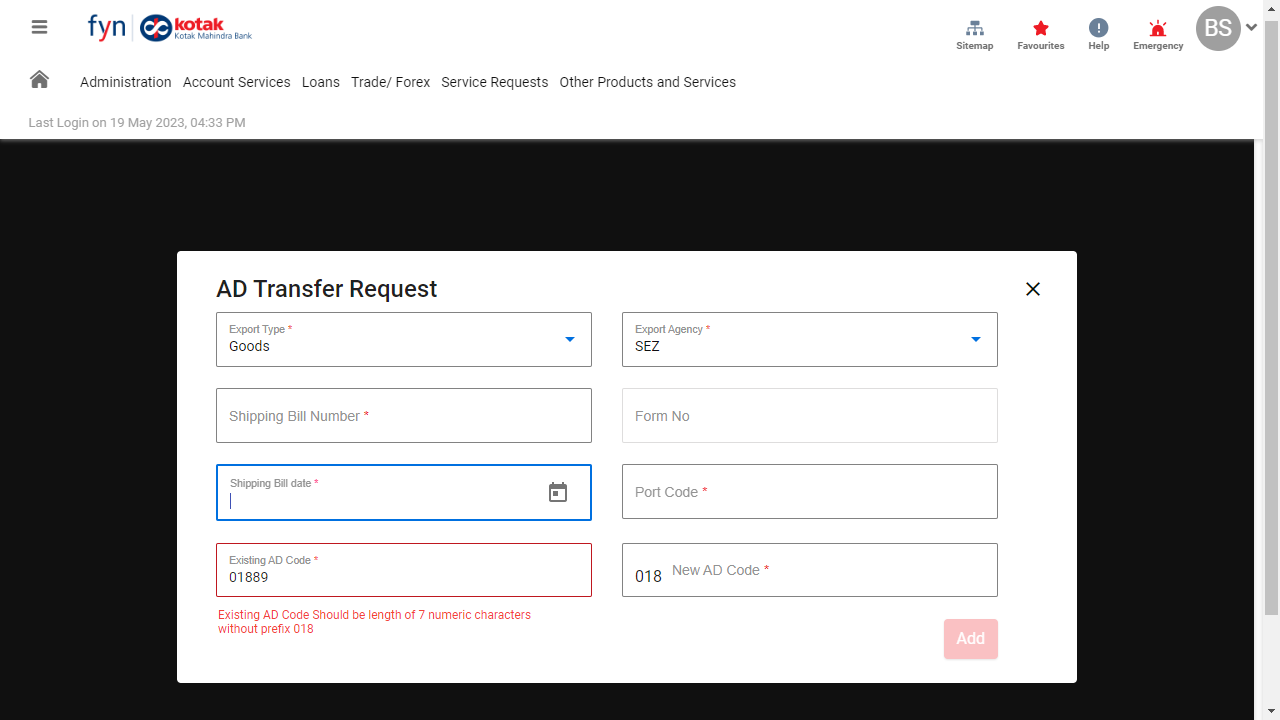 fyn kotak
Kotak Mahindra Bank
Sitemap Favourites Help Emergency BS
Administration Account Services Loans Trade/ Forex Service Requests Other Products and Services
Last Login on 19 May 2023, 04:33 PM
AD Transfer Request
Export Type * Export Agency *
Goods SEZ
Shipping Bill Number * Form No
Shipping Bill date *
Port Code *
Existing AD Code *
01889
018 New AD Code *
Existing AD Code Should be length of 7 numeric characters
without prefix 018
Add